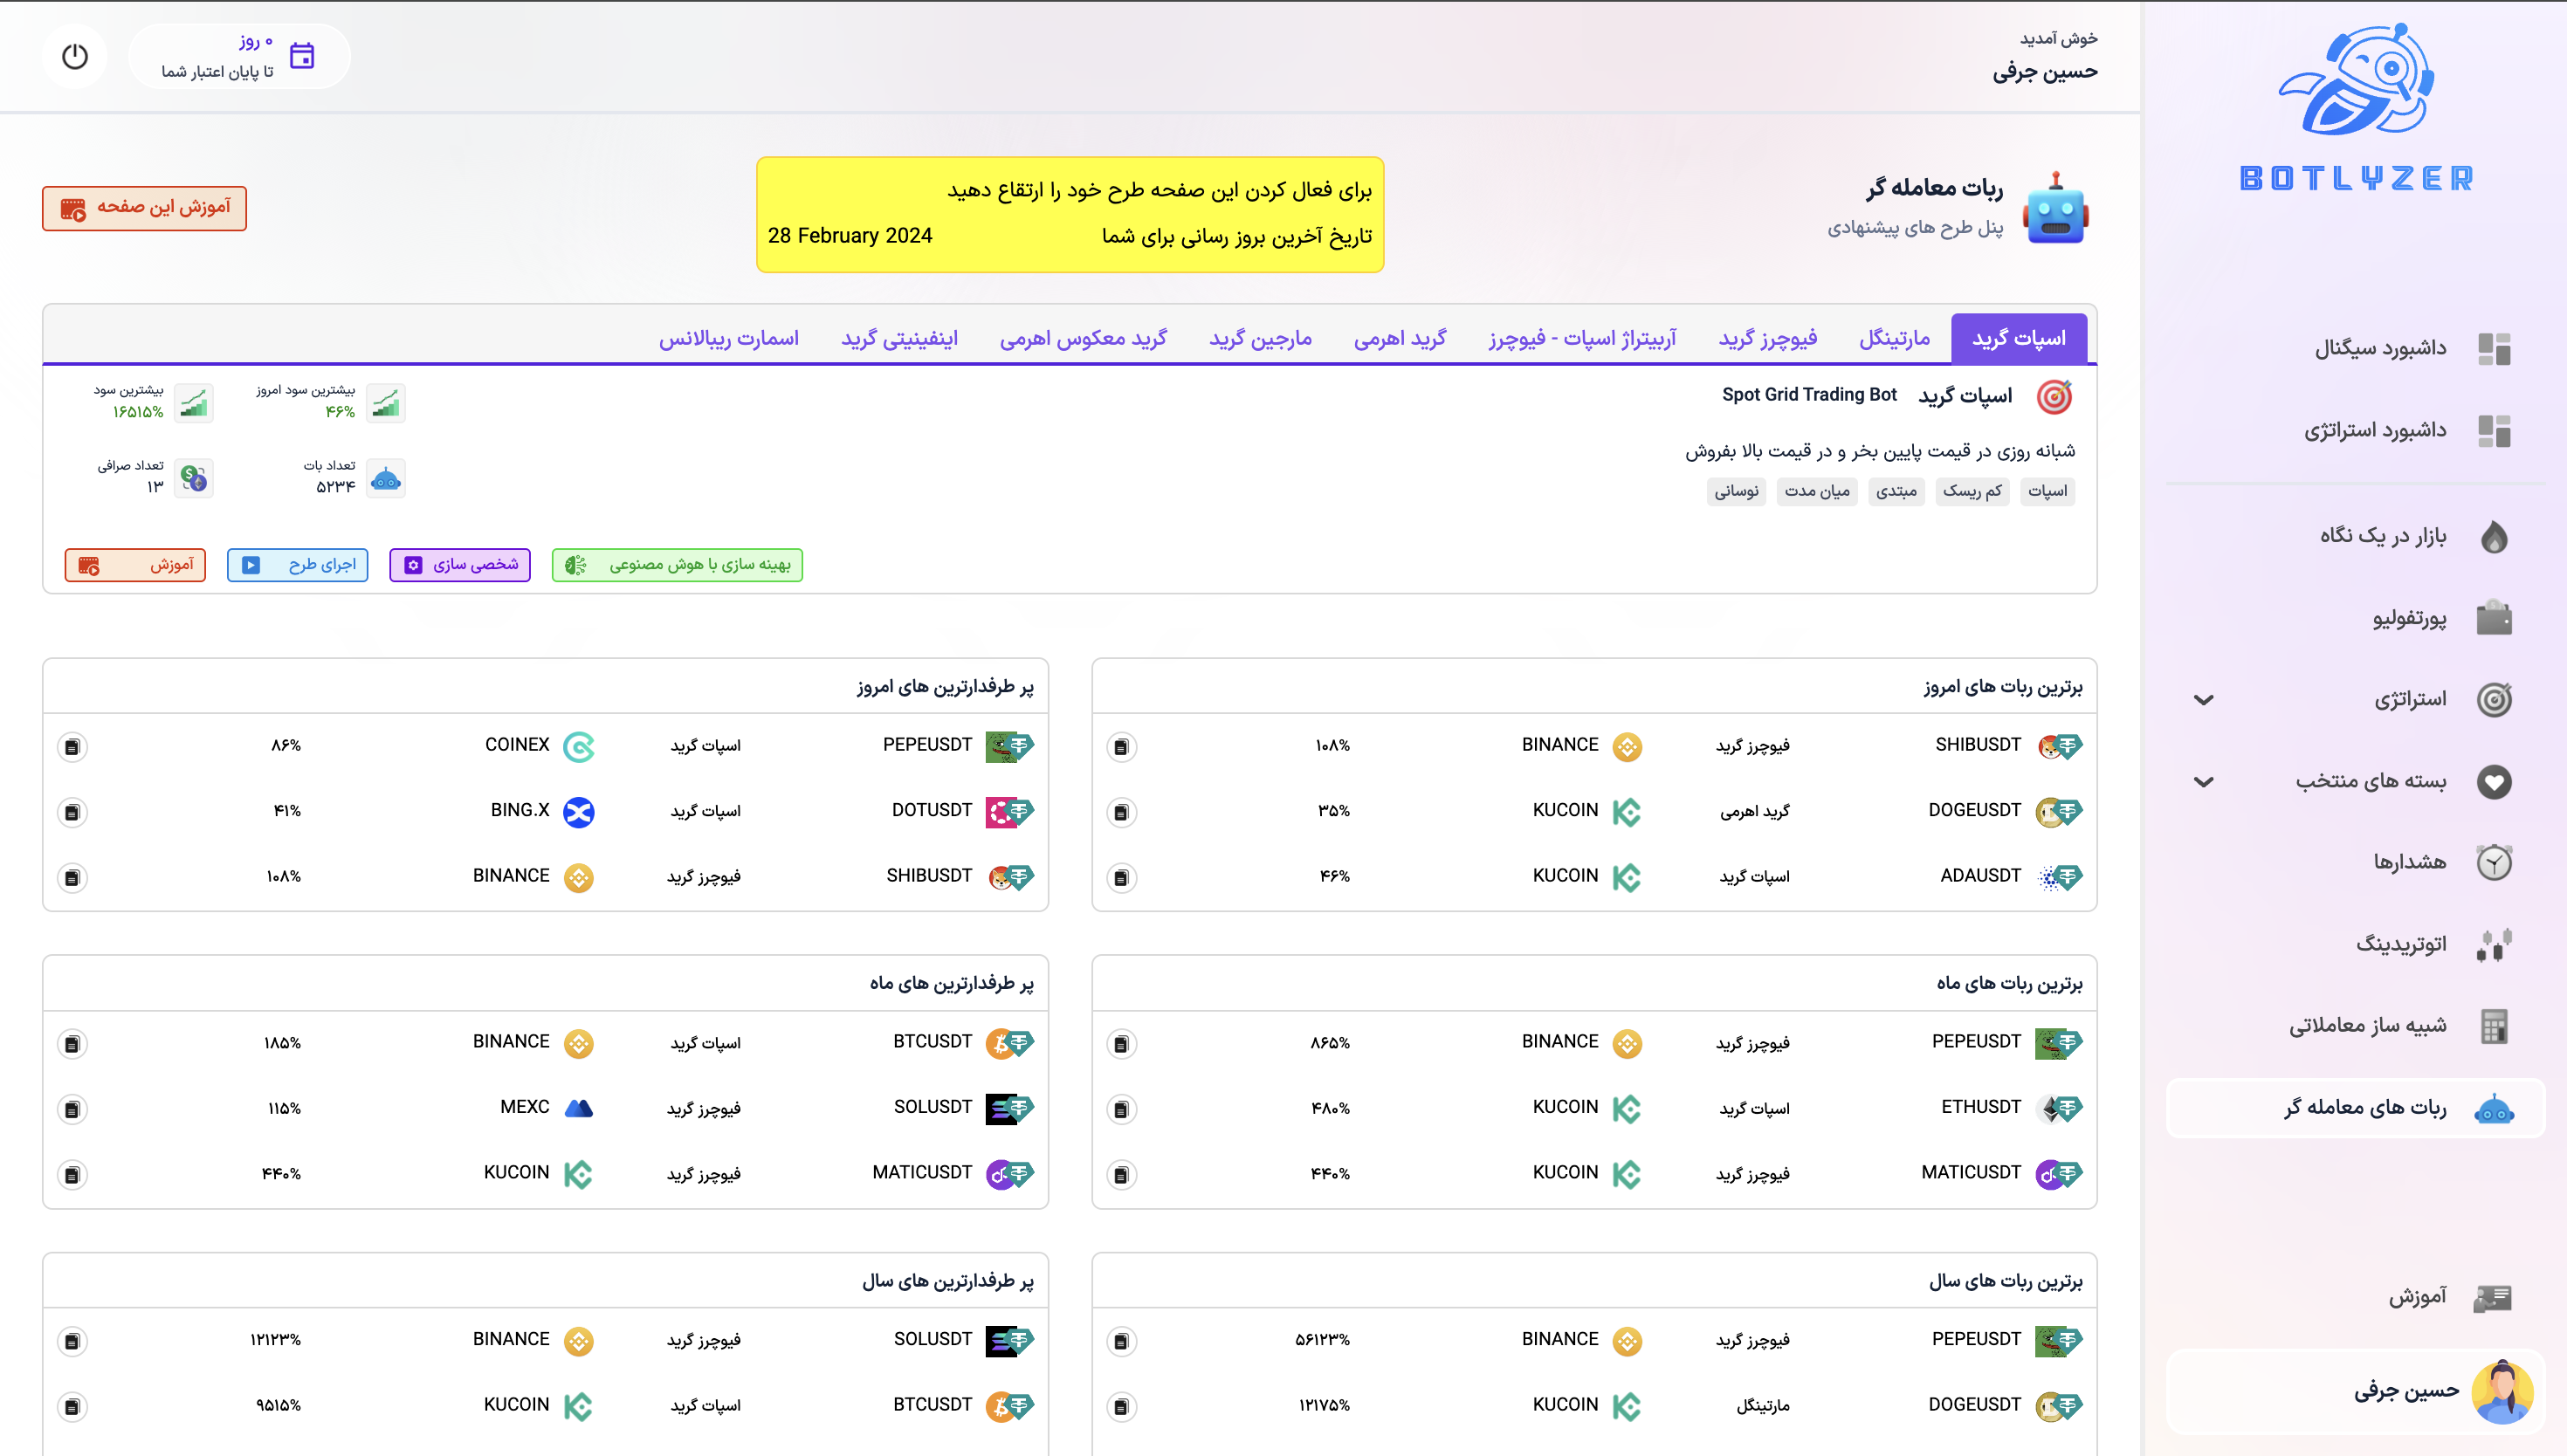 BOTLYZER
داشبورد سیگنال
داشبورد استراتژی
بازار در یک نگاه
پورتفولیو
استراتژی
بسته های منتخب
هشدارها
اتوتریدینگ
شبیه ساز معاملاتی
ربات های معامله گر
آموزش
حسین جرفی
خوش آمدید
حسین جرفی
۰ روز
تا پایان اعتبار شما
ربات معامله گر
پنل طرح های پیشنهادی
برای فعال کردن این صفحه طرح خود را ارتقاع دهید
تاریخ آخرین بروز رسانی برای شما 28 February 2024
آموزش این صفحه
اسپات گرید مارتینگل فیوچرز گرید آربیتراژ اسپات - فیوچرز گرید اهرمی مارجین گرید گرید معکوس اهرمی اینفینیتی گرید اسمارت ریبالانس
اسپات گرید Spot Grid Trading Bot
شبانه روزی در قیمت پایین بخر و در قیمت بالا بفروش
اسپات کم ریسک مبتدی میان مدت نوسانی
بیشترین سود امروز
۴۶%
بیشترین سود
۱۶۵۱۵%
تعداد بات
۵۲۳۴
تعداد صرافی
۱۳
بهینه سازی با هوش مصنوعی شخصی سازی اجرای طرح آموزش
برترین ربات های امروز
SHIBUSDT فیوچرز گرید BINANCE ۱۰۸%
DOGEUSDT گرید اهرمی KUCOIN ۳۵%
ADAUSDT اسپات گرید KUCOIN ۴۶%
پر طرفدارترین های امروز
PEPEUSDT اسپات گرید COINEX ۸۶%
DOTUSDT اسپات گرید BING.X ۴۱%
SHIBUSDT فیوچرز گرید BINANCE ۱۰۸%
برترین ربات های ماه
PEPEUSDT فیوچرز گرید BINANCE ۸۶۵%
ETHUSDT اسپات گرید KUCOIN ۴۸۰%
MATICUSDT فیوچرز گرید KUCOIN ۴۴۰%
پر طرفدارترین های ماه
BTCUSDT اسپات گرید BINANCE ۱۸۵%
SOLUSDT فیوچرز گرید MEXC ۱۱۵%
MATICUSDT فیوچرز گرید KUCOIN ۴۴۰%
برترین ربات های سال
PEPEUSDT فیوچرز گرید BINANCE ۵۶۱۲۳%
DOGEUSDT مارتینگل KUCOIN ۱۲۱۷۵%
پر طرفدارترین های سال
SOLUSDT فیوچرز گرید BINANCE ۱۲۱۲۳%
BTCUSDT اسپات گرید KUCOIN ۹۵۱۵%